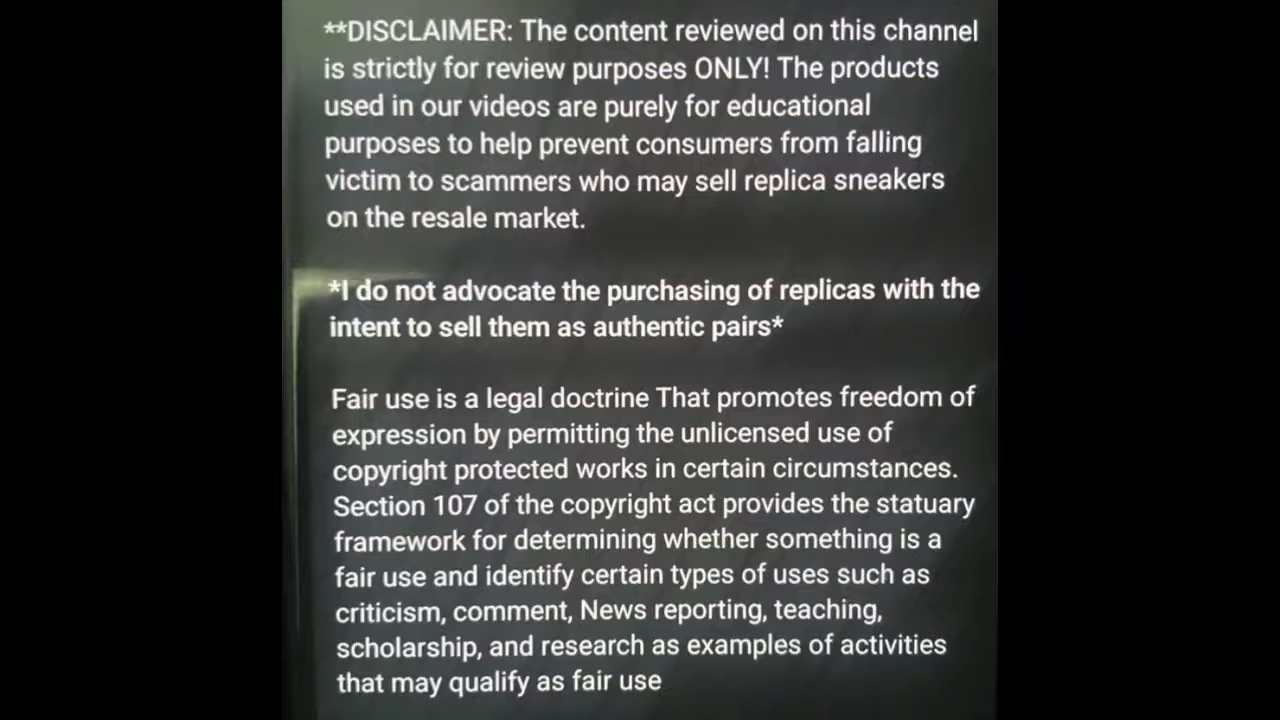 **DISCLAIMER: The content reviewed on this channel
is strictly for review purposes ONLY! The products
used in our videos are purely for educational
purposes to help prevent consumers from falling
victim to scammers who may sell replica sneakers
on the resale market.
*I do not advocate the purchasing of replicas with the
intent to sell them as authentic pairs*
Fair use is a legal doctrine That promotes freedom of
expression by permitting the unlicensed use of
copyright protected works in certain circumstances.
Section 107 of the copyright act provides the statuary
framework for determining whether something is a
fair use and identify certain types of uses such as
criticism, comment, News reporting, teaching,
scholarship, and research as examples of activities
that may qualify as fair use